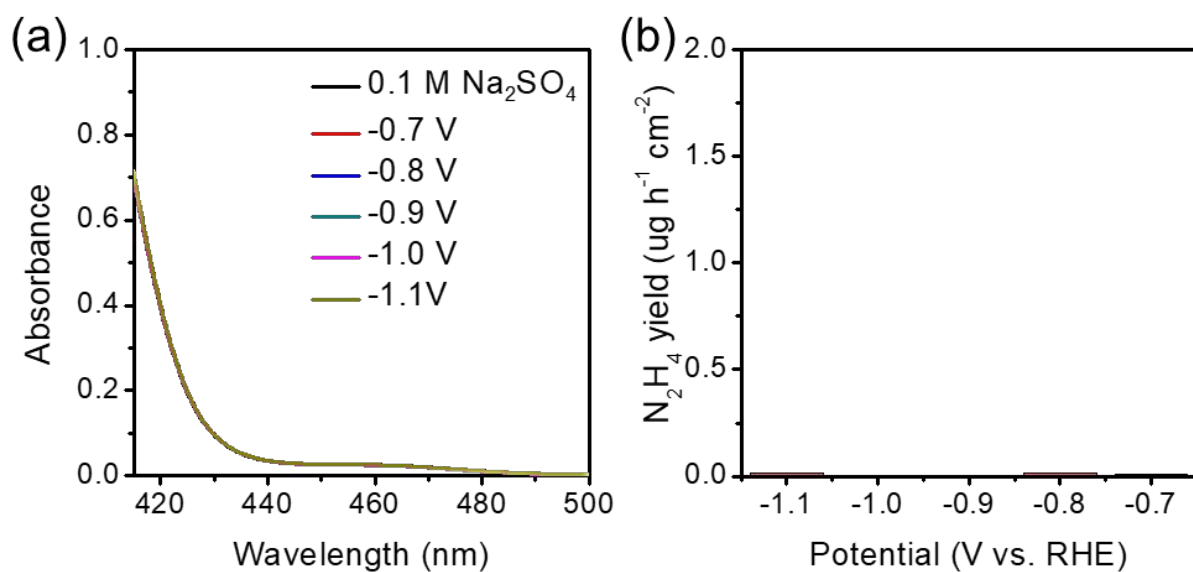 (a)
1.0
0.8
0.6
0.4
0.2
0.0
Absorbance
0.1 M Na₂SO₄
-0.7 V
-0.8 V
-0.9 V
-1.0 V
-1.1V
420 440 460 480 500
Wavelength (nm)
(b)
2.0
1.5
1.0
0.5
0.0
N₂H₄ yield (ug h⁻¹ cm⁻²)
-1.1 -1.0 -0.9 -0.8 -0.7
Potential (V vs. RHE)